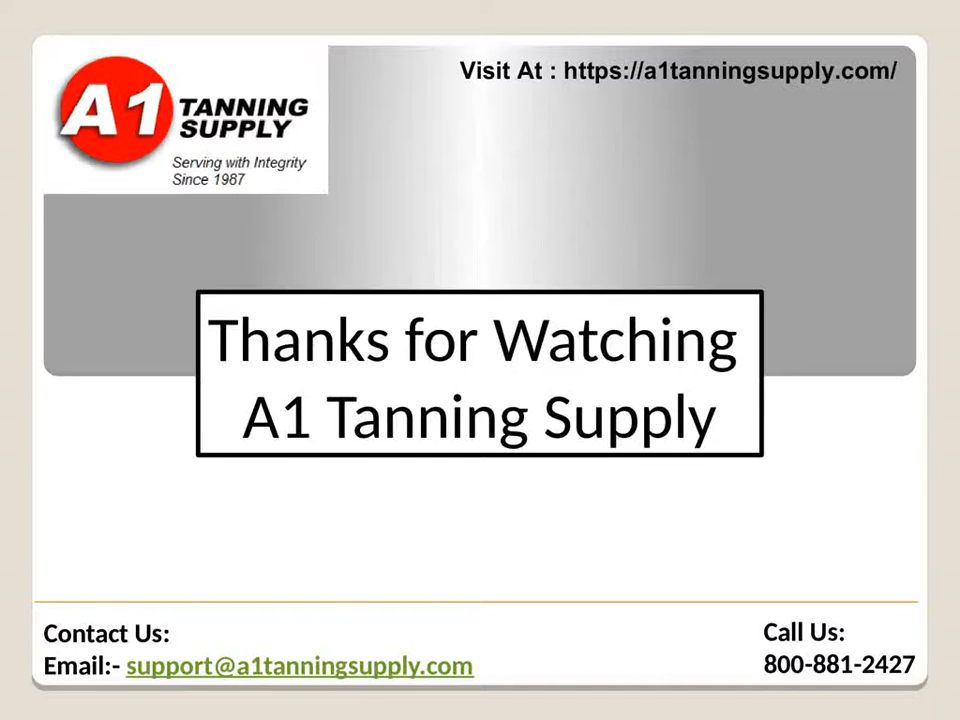 A1 TANNING
SUPPLY
Serving with Integrity
Since 1987
Visit At : https://a1tanningsupply.com/
Thanks for Watching
A1 Tanning Supply
Contact Us:
Email:- support@a1tanningsupply.com
Call Us:
800-881-2427